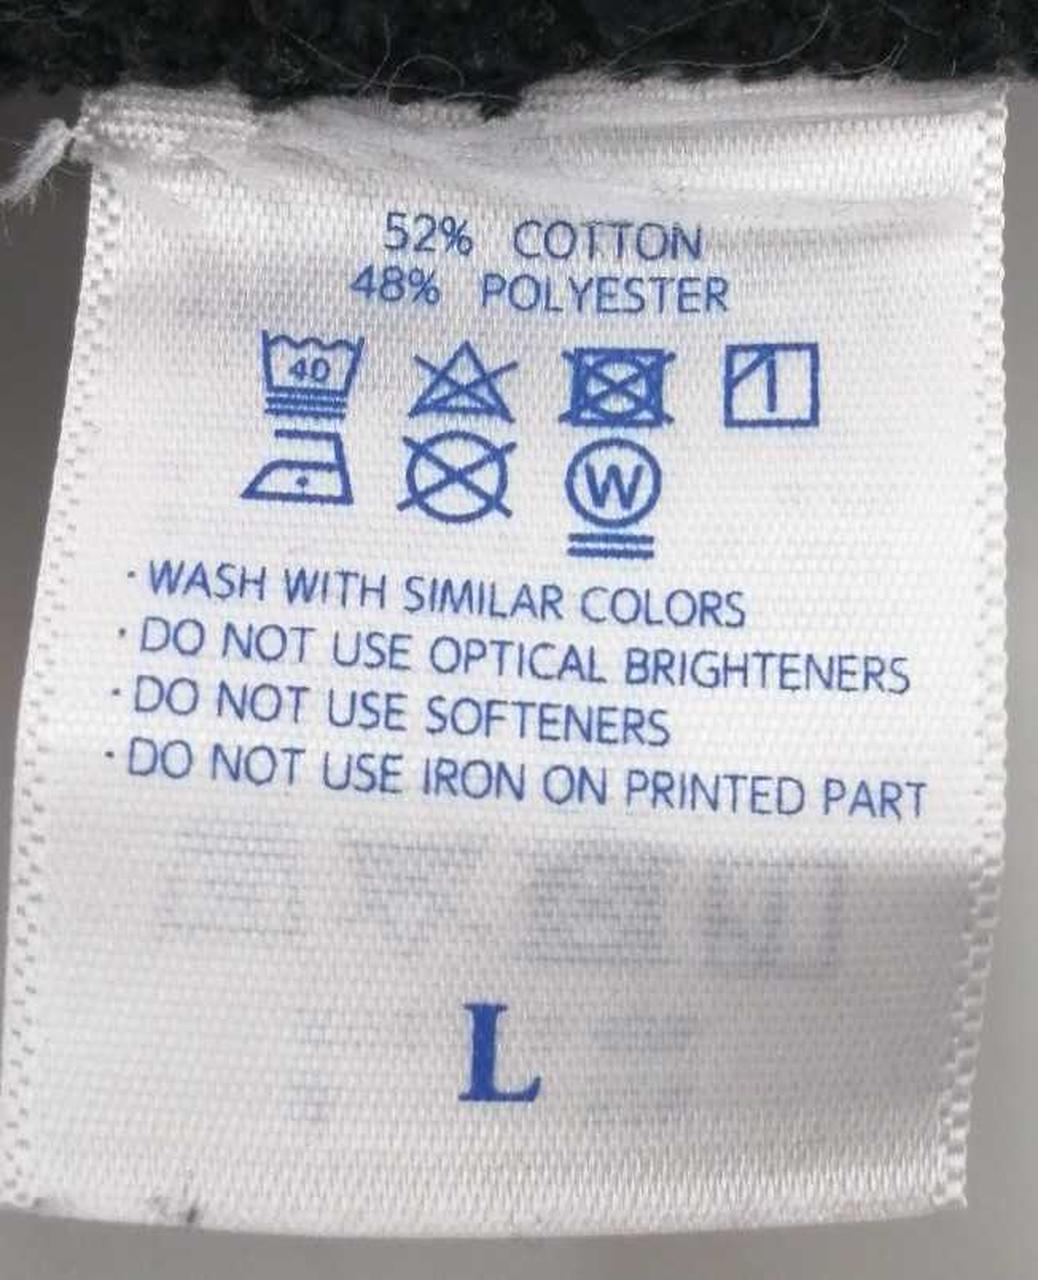 52% COTTON
48% POLYESTER
40
W
· WASH WITH SIMILAR COLORS
· DO NOT USE OPTICAL BRIGHTENERS
· DO NOT USE SOFTENERS
· DO NOT USE IRON ON PRINTED PART
L